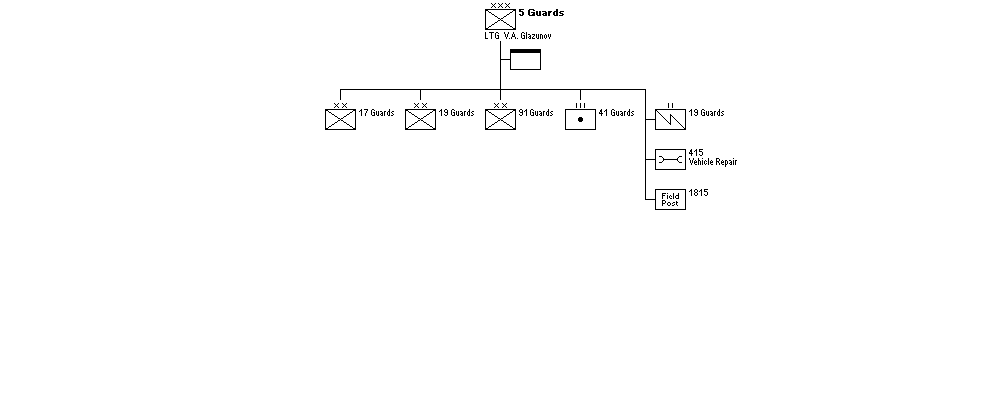 XXX
5 Guards
LTG V.A. Glazunov
XX
17 Guards
XX
19 Guards
XX
91 Guards
III
41 Guards
II
19 Guards
415
Vehicle Repair
Field
Post
1815